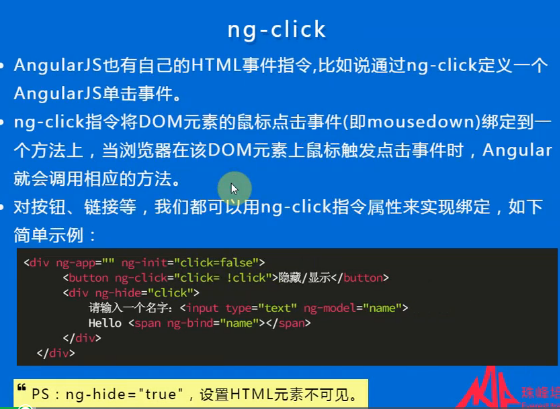 ng-click
AngularJS也有自己的HTML事件指令,比如说通过ng-click定义一个
AngularJS单击事件。
ng-click指令将DOM元素的鼠标点击事件(即mousedown)绑定到一
个方法上，当浏览器在该DOM元素上鼠标触发点击事件时，Angular
就会调用相应的方法。
对按钮、链接等，我们都可以用ng-click指令属性来实现绑定，如下
简单示例：
<div ng-app="" ng-init="click=false">
<button ng-click="click= !click">隐藏/显示</button>
<div ng-hide="click">
请输入一个名字: <input type="text" ng-model="name">
Hello <span ng-bind="name"></span>
</div>
</div>
❝ PS：ng-hide="true"，设置HTML元素不可见。
珠峰